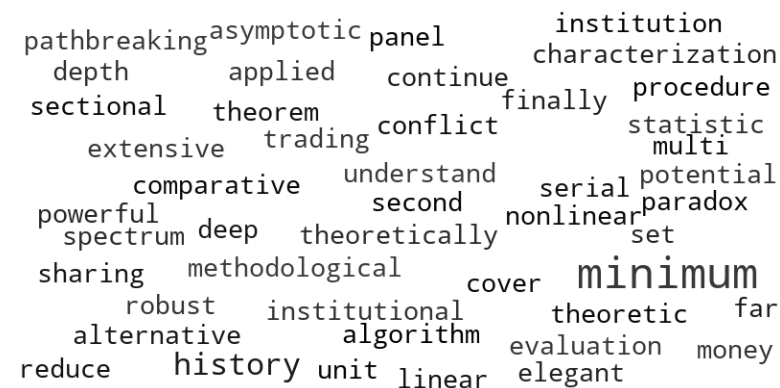 institution
pathbreaking asymptotic panel
characterization
depth applied continue procedure
sectional theorem finally
conflict statistic
extensive trading multi
comparative understand serial potential
powerful second nonlinear paradox
spectrum deep theoretically set
sharing methodological cover minimum
robust institutional theoretic far
alternative algorithm evaluation money
reduce history unit linear elegant